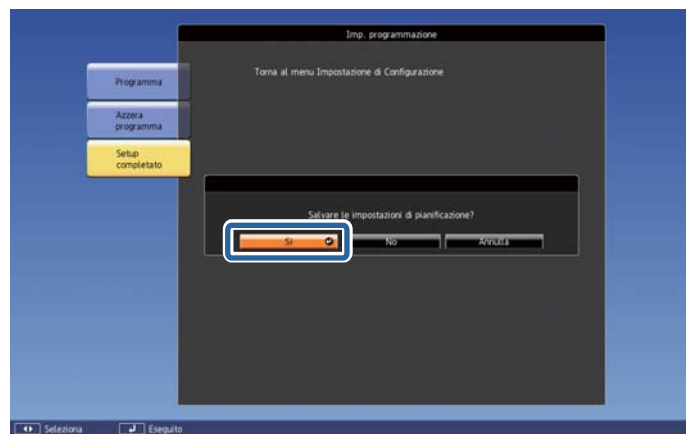 Imp. programmazione
Torna al menu Impostazione di Configurazione
Programma
Azzera
programma
Setup
completato
Salvare le impostazioni di pianificazione?
Sì
No
Annulla
Seleziona
Eseguito